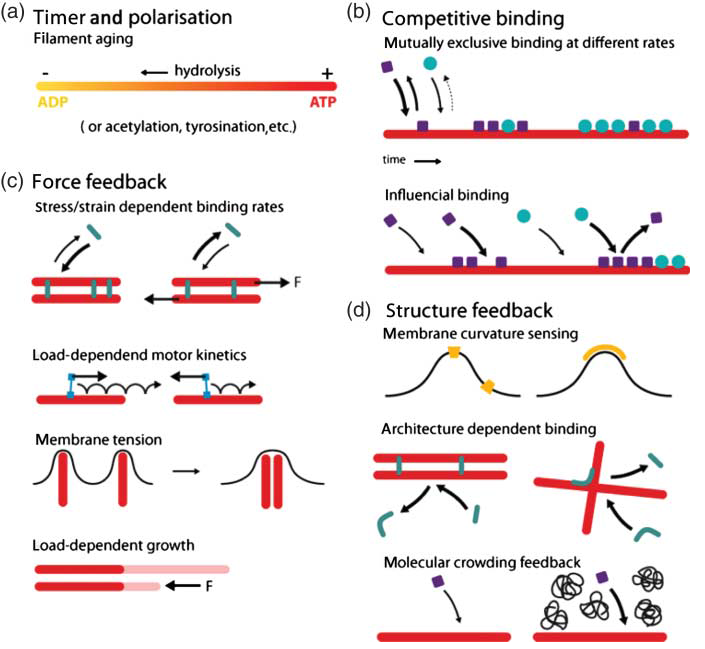 (a) Timer and polarisation
Filament aging
- hydrolysis +
ADP ATP
( or acetylation, tyrosination,etc.)
(b) Competitive binding
Mutually exclusive binding at different rates
time
Influencial binding
(c) Force feedback
Stress/strain dependent binding rates
F
Load-dependend motor kinetics
Membrane tension
Load-dependent growth
F
(d) Structure feedback
Membrane curvature sensing
Architecture dependent binding
Molecular crowding feedback